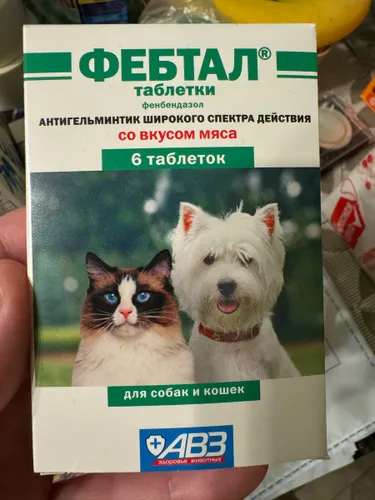 ФЕБТАЛ®
таблетки
фенбендазол
АНТИГЕЛЬМИНТИК ШИРОКОГО СПЕКТРА ДЕЙСТВИЯ
со вкусом мяса
6 таблеток
для собак и кошек
АВЗ
ЗДОРОВЬЕ ЖИВОТНЫХ